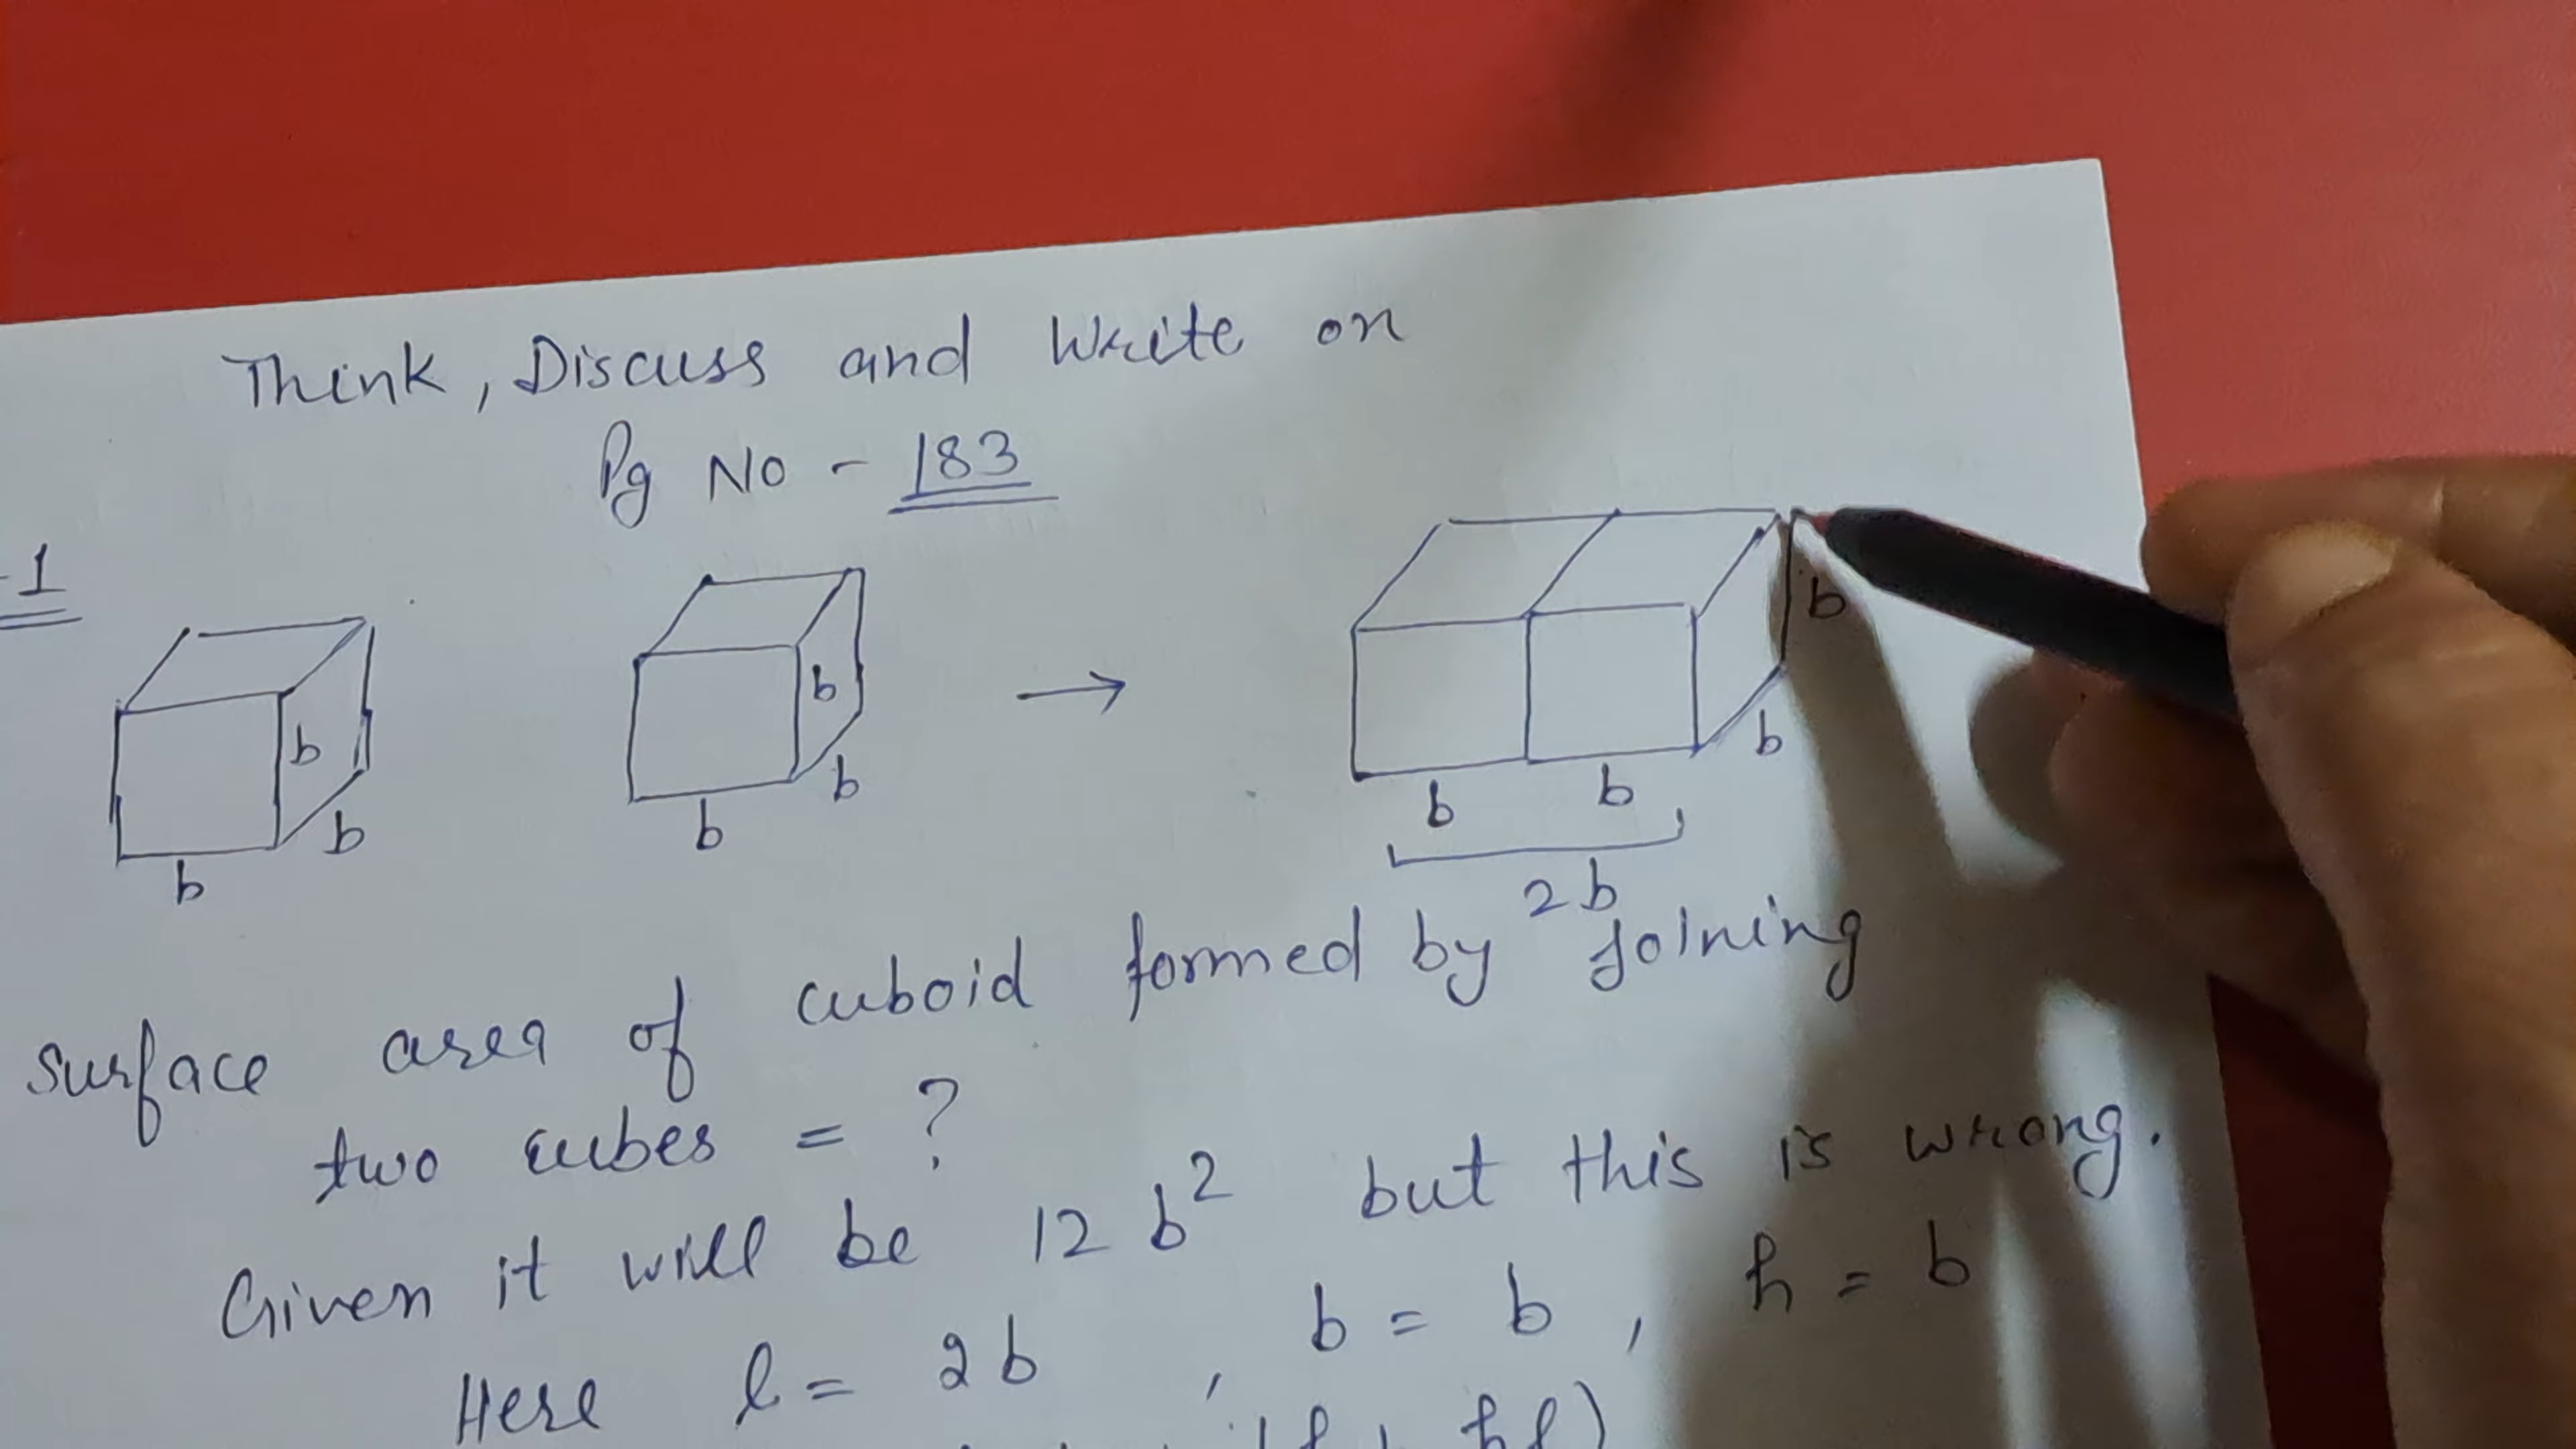 Think, Discuss and Write on
Pg No - 183
-1
b
b
b
b
b
b
b
b
b
b
2b
surface area of cuboid formed by joining
two cubes = ?
Given it will be 12 b² but this is wrong.
Here l = 2b , b = b , h = b
hl)